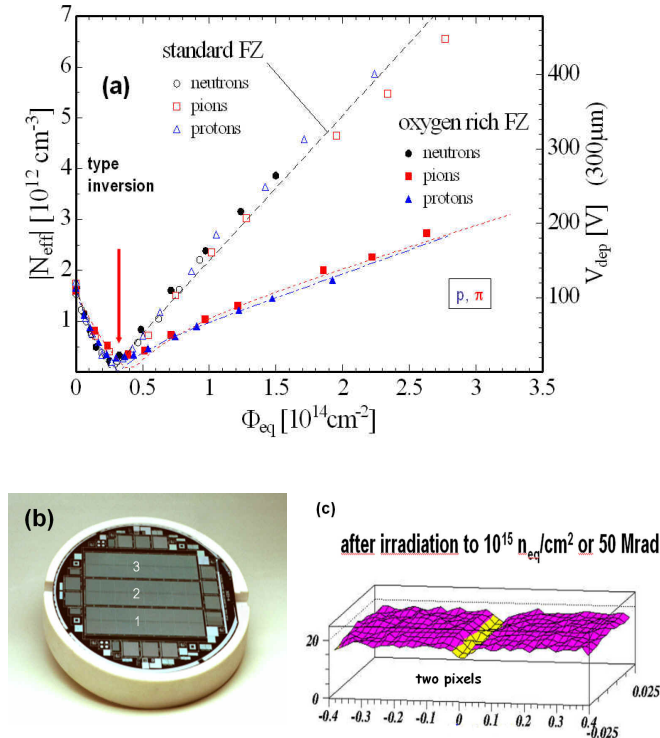 7
6
5
4
3
2
1
|N_eff| [10^12 cm^-3]
(a)
standard FZ
neutrons
pions
protons
type
inversion
oxygen rich FZ
neutrons
pions
protons
p, π
400
300
200
100
V_dep [V] (300μm)
0 0.5 1 1.5 2 2.5 3 3.5
Φ_eq [10^14 cm^-2]
(b)
3
2
1
(c)
after irradiation to 10^15 n_eq/cm^2 or 50 Mrad
20
0
two pixels
-0.4 -0.3 -0.2 -0.1 0 0.1 0.2 0.3 0.4
0.025
-0.025